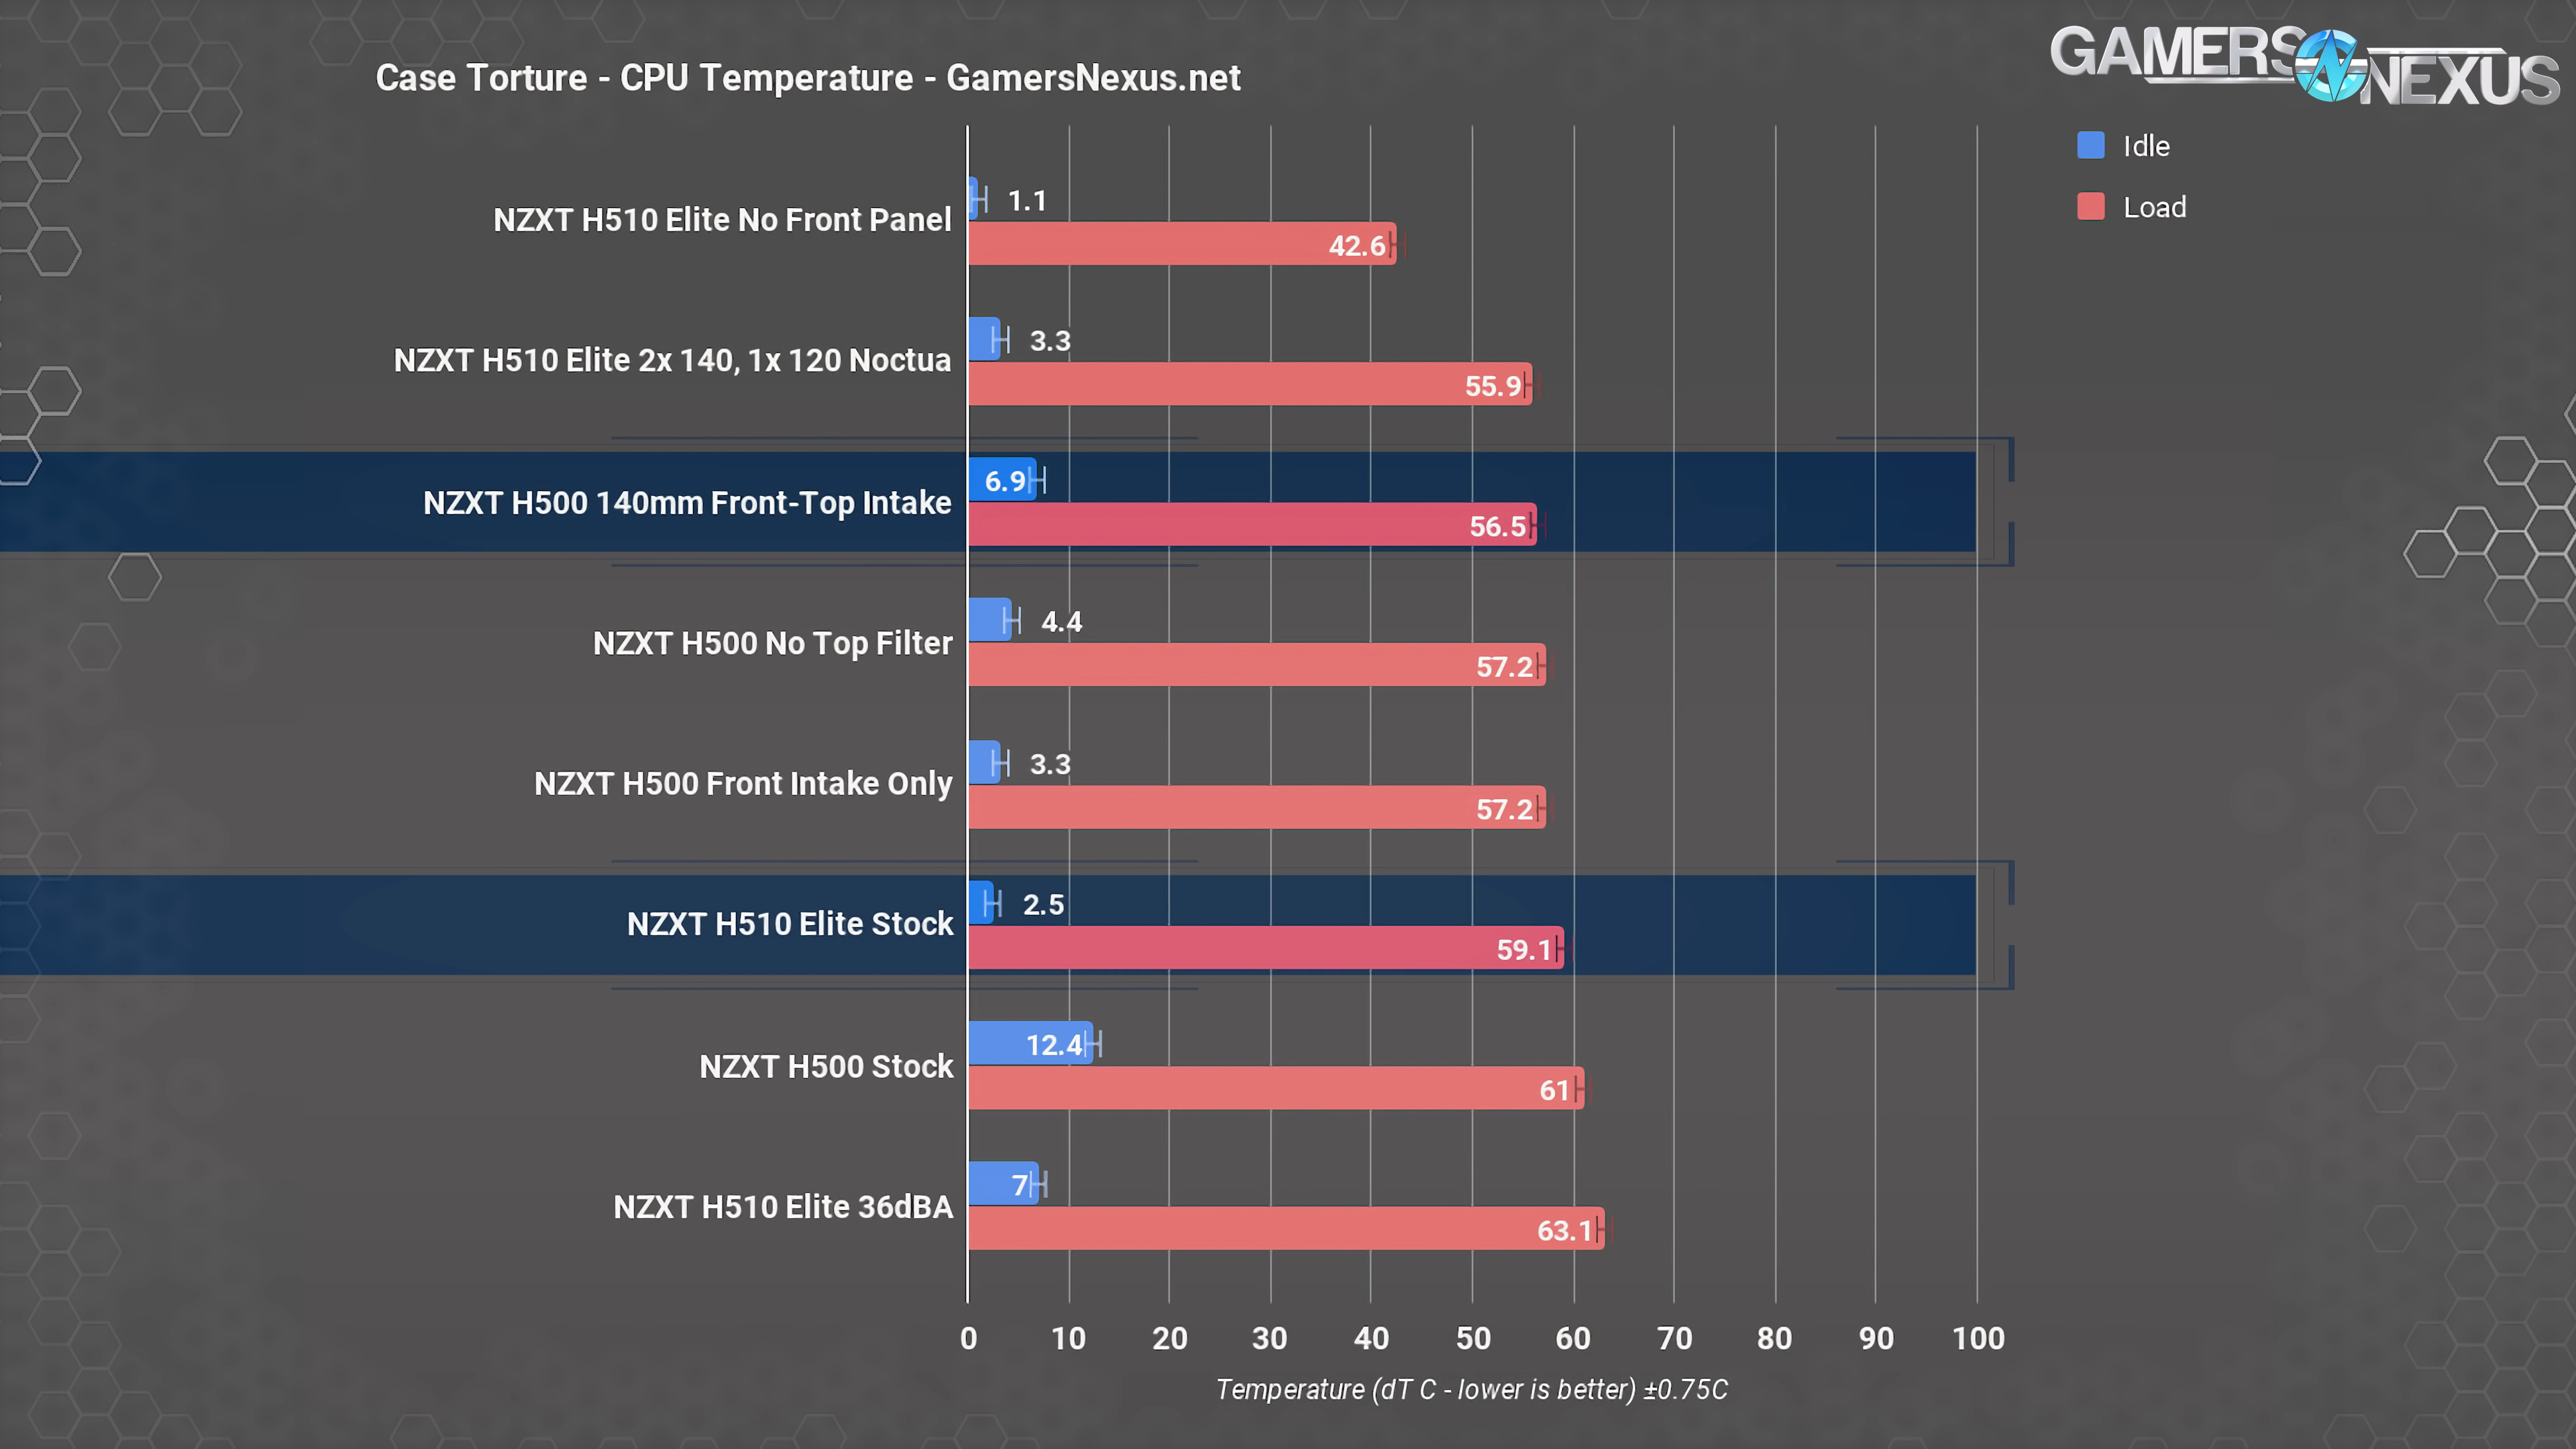 GAMERS NEXUS
Case Torture - CPU Temperature - GamersNexus.net
Idle
Load
NZXT H510 Elite No Front Panel
1.1
42.6
NZXT H510 Elite 2x 140, 1x 120 Noctua
3.3
55.9
NZXT H500 140mm Front-Top Intake
6.9
56.5
NZXT H500 No Top Filter
4.4
57.2
NZXT H500 Front Intake Only
3.3
57.2
NZXT H510 Elite Stock
2.5
59.1
NZXT H500 Stock
12.4
61
NZXT H510 Elite 36dBA
7
63.1
0 10 20 30 40 50 60 70 80 90 100
Temperature (dT C - lower is better) ±0.75C